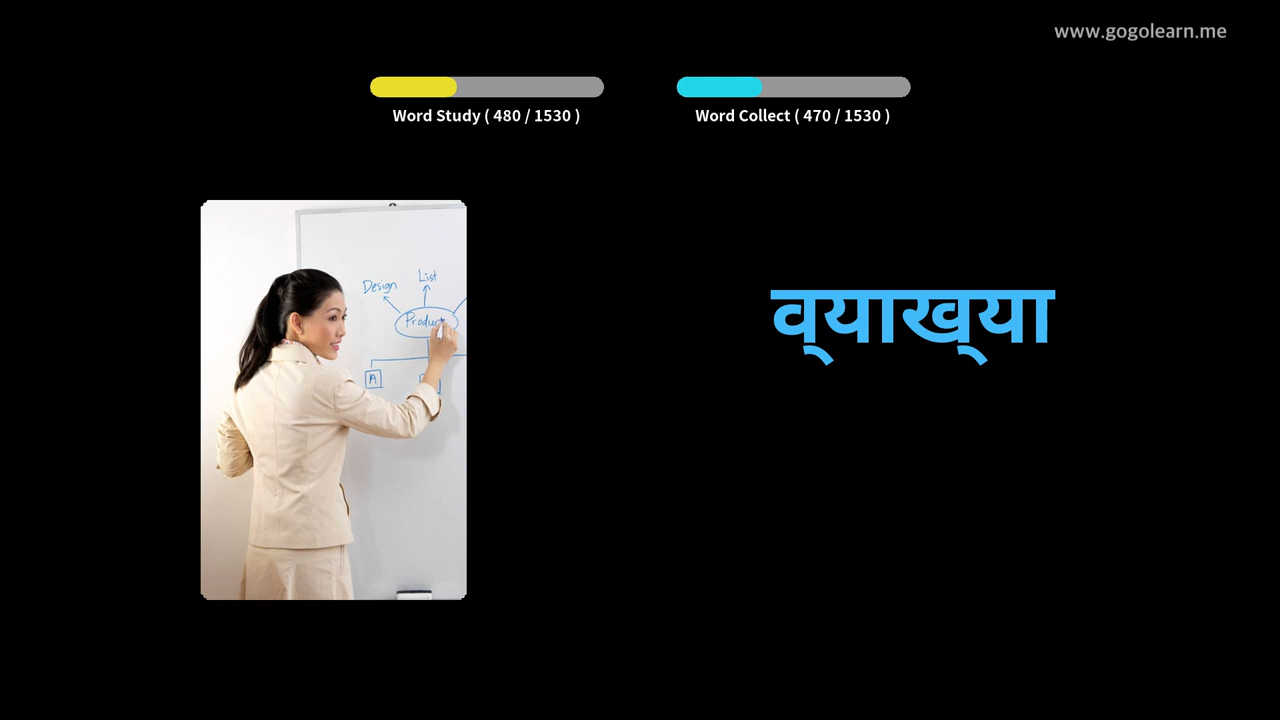 www.gogolearn.me
Word Study ( 480 / 1530 )
Word Collect ( 470 / 1530 )
Design
List
Product
A
व्याख्या